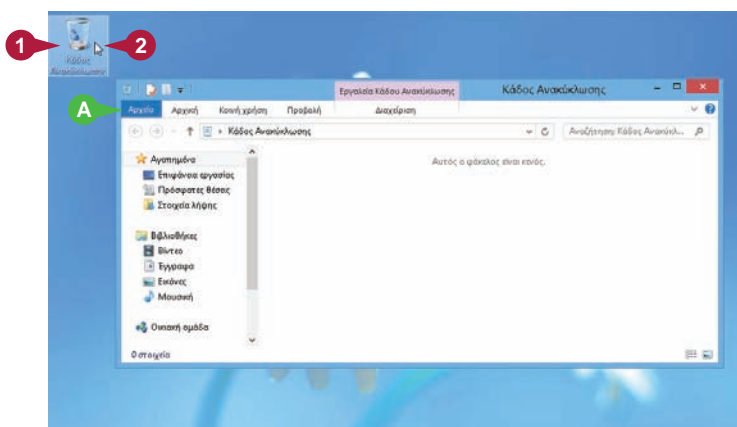 1
2
Κάδος
Ανακύκλωσης
Εργαλεία Κάδου Ανακύκλωσης
Κάδος Ανακύκλωσης
A
Αρχείο Αρχική Κοινή χρήση Προβολή Διαχείριση
Κάδος Ανακύκλωσης
Αναζήτηση: Κάδος Ανακύκλ...
Αγαπημένα
Επιφάνεια εργασίας
Πρόσφατες θέσεις
Στοιχεία λήψης
Βιβλιοθήκες
Βίντεο
Έγγραφα
Εικόνες
Μουσική
Οικιακή ομάδα
Αυτός ο φάκελος είναι κενός.
0 στοιχεία